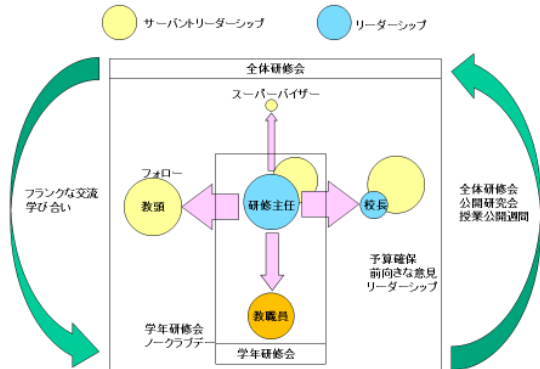 サーバントリーダーシップ
リーダーシップ
全体研修会
スーパーバイザー
フォロー
教頭
研修主任
校長
フランクな交流
学び合い
全体研修会
公開研究会
授業公開週間
予算確保
前向きな意見
リーダーシップ
教職員
学年研修会
ノークラブデー
学年研修会